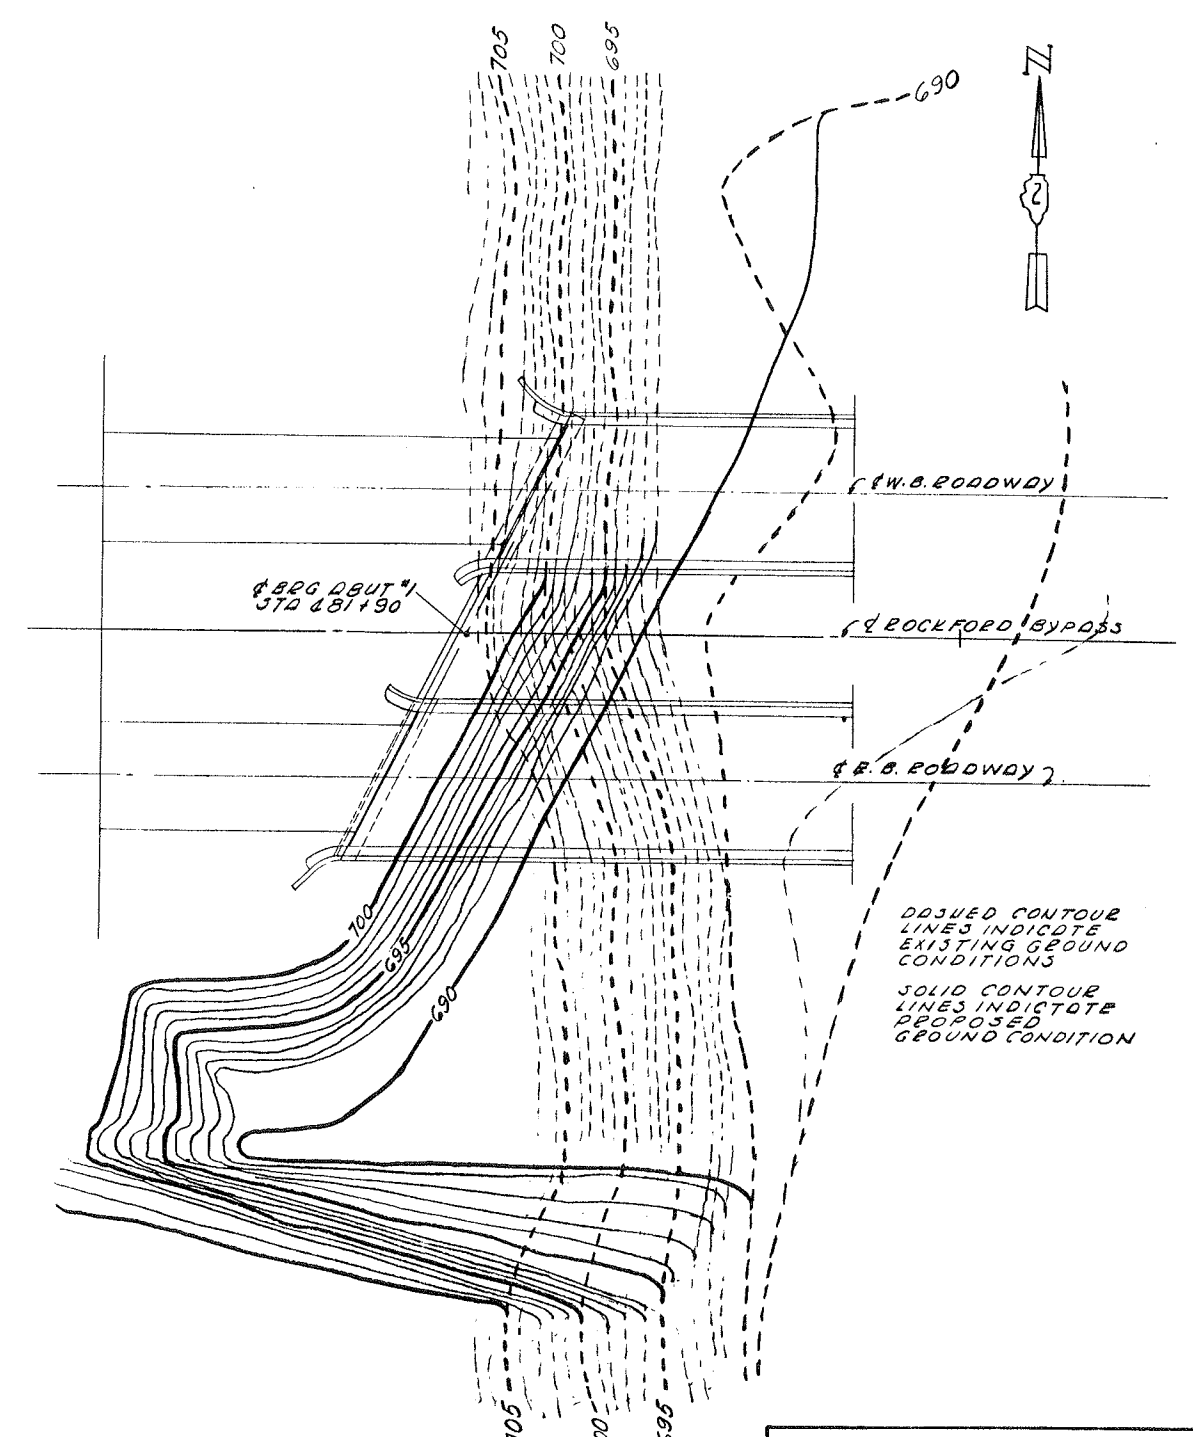 705
700
695
690
N
2
℄ W.B. ROADWAY
℄ BRG ABUT #1
STA 481+90
℄ ROCKFORD BYPASS
℄ E.B. ROADWAY
700
695
690
DASHED CONTOUR
LINES INDICATE
EXISTING GROUND
CONDITIONS
SOLID CONTOUR
LINES INDICTATE
PROPOSED
GROUND CONDITION
705
700
695